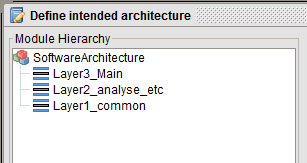 Define intended architecture
Module Hierarchy
SoftwareArchitecture
Layer3_Main
Layer2_analyse_etc
Layer1_common